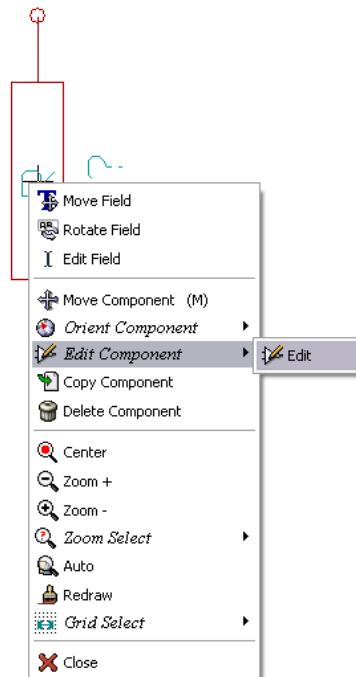 Move Field
Rotate Field
Edit Field
Move Component (M)
Orient Component
Edit Component
Edit
Copy Component
Delete Component
Center
Zoom +
Zoom -
Zoom Select
Auto
Redraw
Grid Select
Close